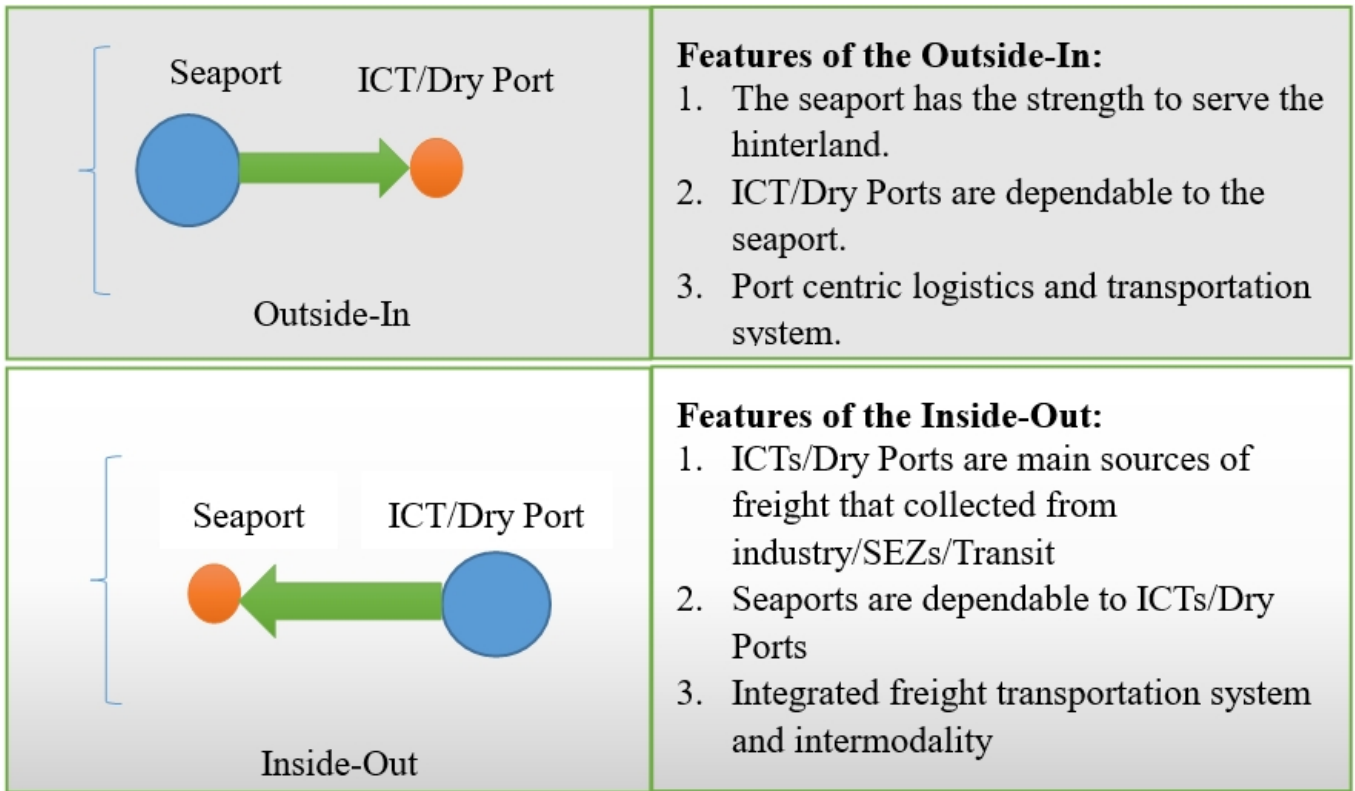 Seaport
ICT/Dry Port
Outside-In
Features of the Outside-In:
1. The seaport has the strength to serve the
hinterland.
2. ICT/Dry Ports are dependable to the
seaport.
3. Port centric logistics and transportation
system.
Seaport
ICT/Dry Port
Inside-Out
Features of the Inside-Out:
1. ICTs/Dry Ports are main sources of
freight that collected from
industry/SEZs/Transit
2. Seaports are dependable to ICTs/Dry
Ports
3. Integrated freight transportation system
and intermodality